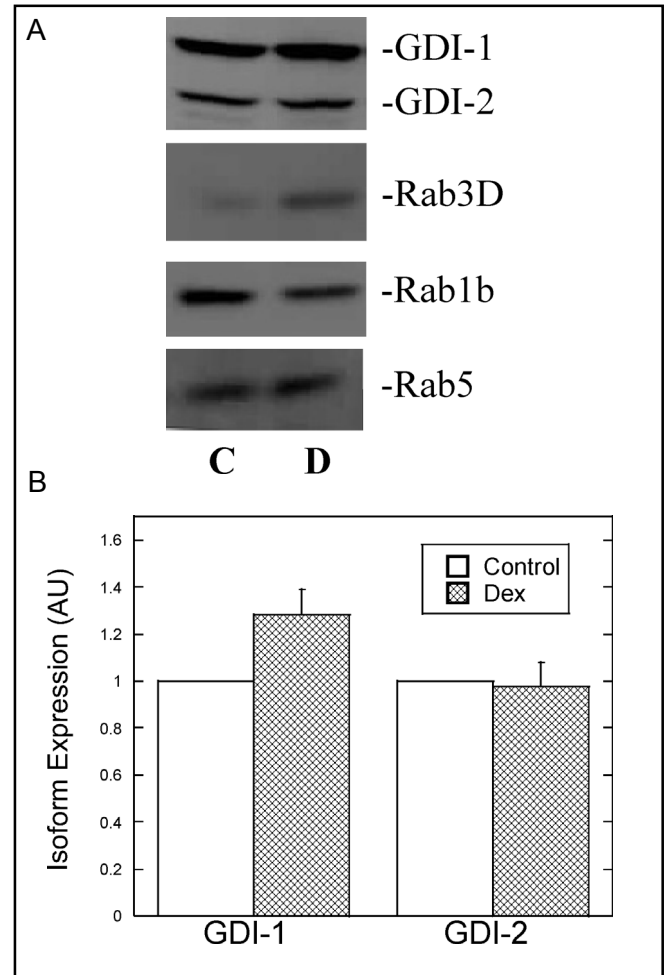 A
-GDI-1
-GDI-2
-Rab3D
-Rab1b
-Rab5
C D
B
Isoform Expression (AU)
1.6
1.4
1.2
1
0.8
0.6
0.4
0.2
0
Control
Dex
GDI-1 GDI-2